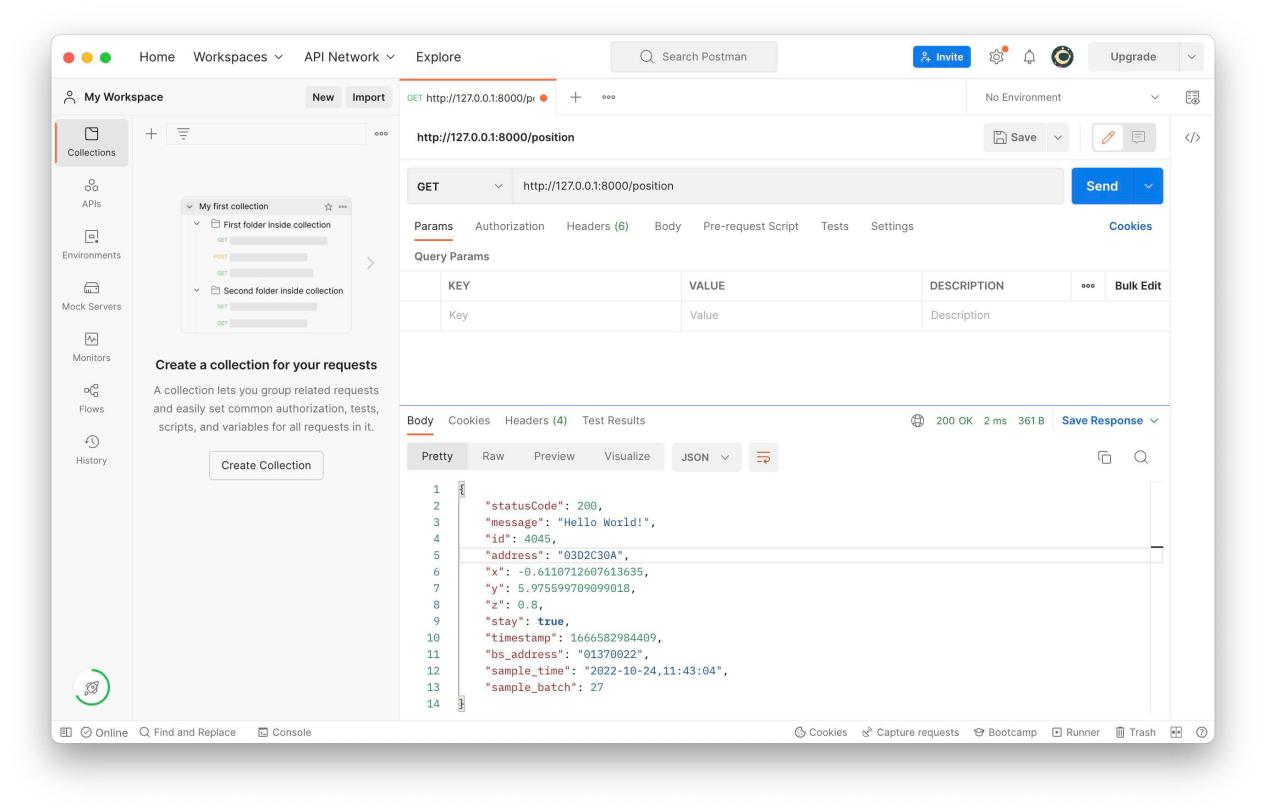 Home Workspaces API Network Explore Search Postman Invite Upgrade
My Workspace New Import
GET http://127.0.0.1:8000/po No Environment
Collections
APIs
Environments
Mock Servers
Monitors
Flows
History
My first collection
First folder inside collection
GET
POST
GET
Second folder inside collection
GET
GET
Create a collection for your requests
A collection lets you group related requests
and easily set common authorization, tests,
scripts, and variables for all requests in it.
Create Collection
http://127.0.0.1:8000/position Save
GET http://127.0.0.1:8000/position Send
Params Authorization Headers (6) Body Pre-request Script Tests Settings Cookies
Query Params
KEY VALUE DESCRIPTION Bulk Edit
Key Value Description
Body Cookies Headers (4) Test Results 200 OK 2 ms 361 B Save Response
Pretty Raw Preview Visualize JSON
1 {
2 "statusCode": 200,
3 "message": "Hello World!",
4 "id": 4045,
5 "address": "03D2C30A",
6 "x": -0.6110712607613635,
7 "y": 5.975599709099018,
8 "z": 0.8,
9 "stay": true,
10 "timestamp": 1666582984409,
11 "bs_address": "01370022",
12 "sample_time": "2022-10-24,11:43:04",
13 "sample_batch": 27
14 }
Online Find and Replace Console Cookies Capture requests Bootcamp Runner Trash